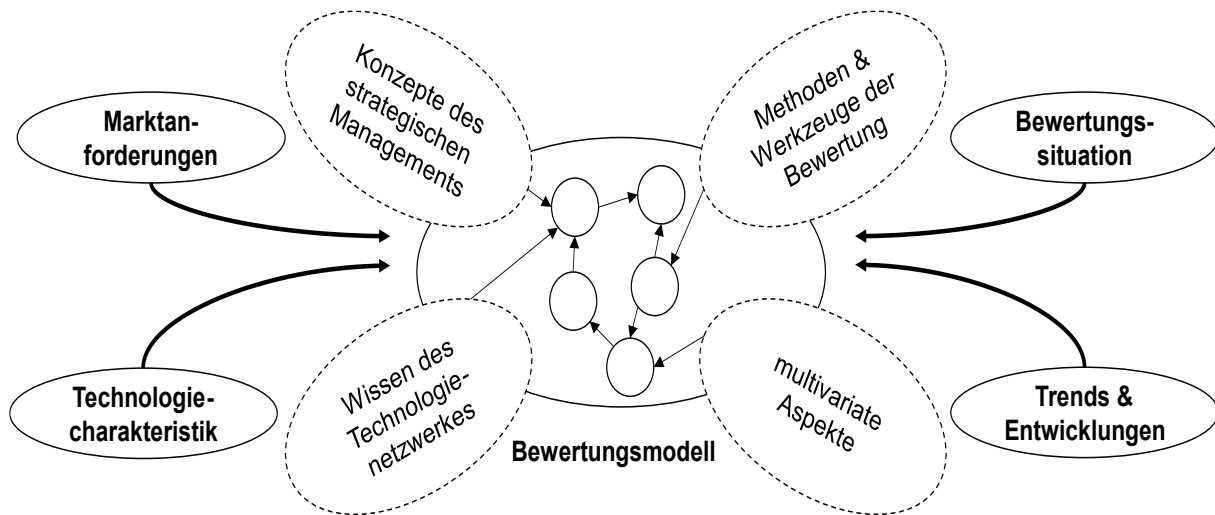 Konzepte des
strategischen
Managements
Methoden &
Werkzeuge der
Bewertung
Marktan-
forderungen
Bewertungs-
situation
Technologie-
charakteristik
Wissen des
Technologie-
netzwerkes
Bewertungsmodell
multivariate
Aspekte
Trends &
Entwicklungen